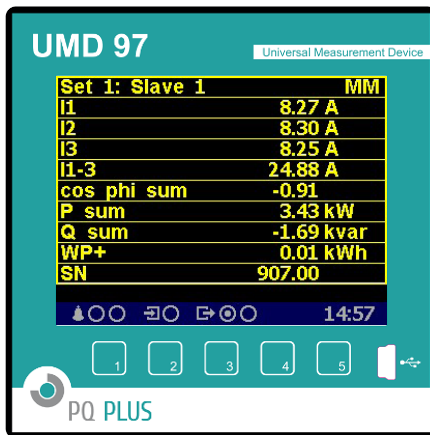 UMD 97
Universal Measurement Device
Set 1: Slave 1 MM
I1 8.27 A
I2 8.30 A
I3 8.25 A
I1-3 24.88 A
cos phi sum -0.91
P sum 3.43 kW
Q sum -1.69 kvar
WP+ 0.01 kWh
SN 907.00
14:57
1 2 3 4 5
PQ PLUS